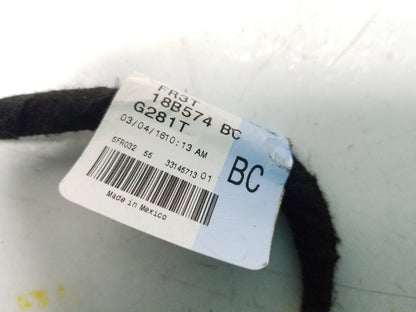 FR3T
18B574 BC
G281T
03/04/1610:13 AM
5FR032 55 33145713 01
BC
Made in Mexico